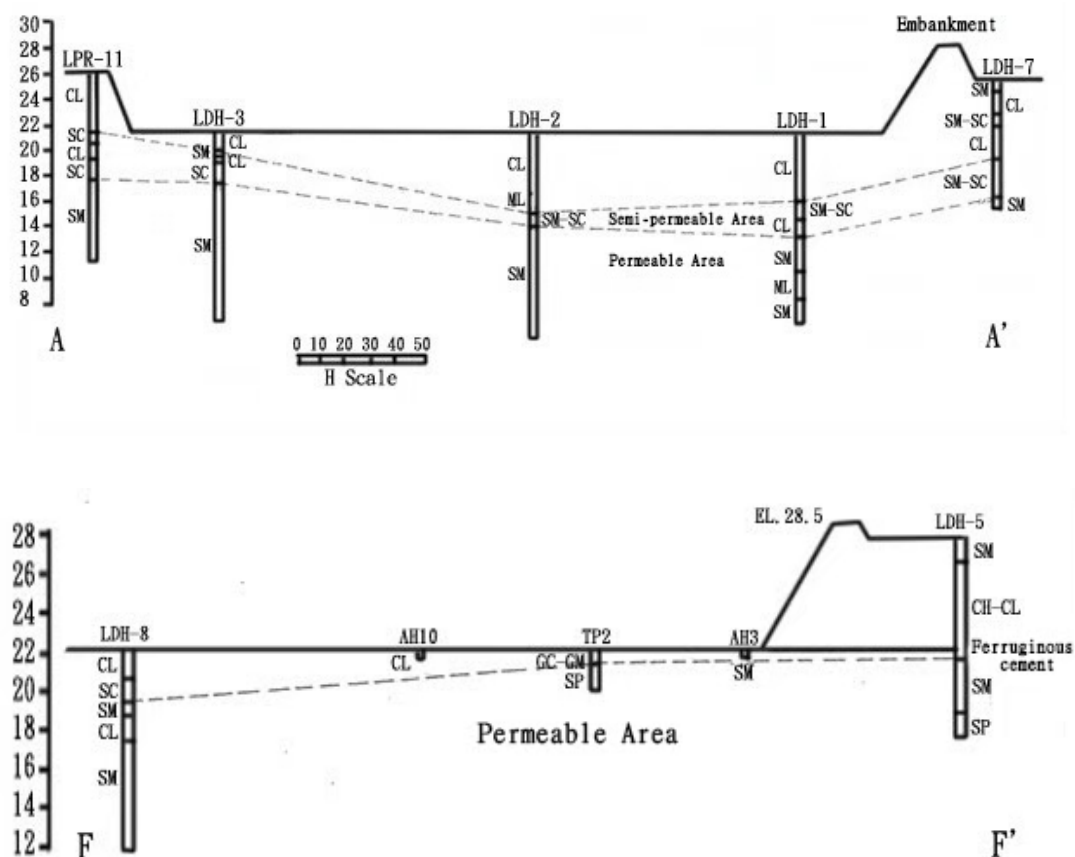 30
28
26
24
22
20
18
16
14
12
10
8
Embankment
LPR-11
CL
SC
CL
SC
SM
LDH-3
CL
SM
CL
SC
SM
LDH-2
CL
ML
SM-SC
SM
Semi-permeable Area
Permeable Area
LDH-1
CL
SM-SC
CL
SM
ML
SM
LDH-7
SM
CL
SM-SC
CL
SM-SC
SM
A
A'
0 10 20 30 40 50
H Scale
28
26
24
22
20
18
16
14
12
EL.28.5
LDH-8
CL
SC
SM
CL
SM
AH10
CL
TP2
GC-GM
SP
AH3
SM
LDH-5
SM
CH-CL
Ferruginous
cement
SM
SP
Permeable Area
F
F'